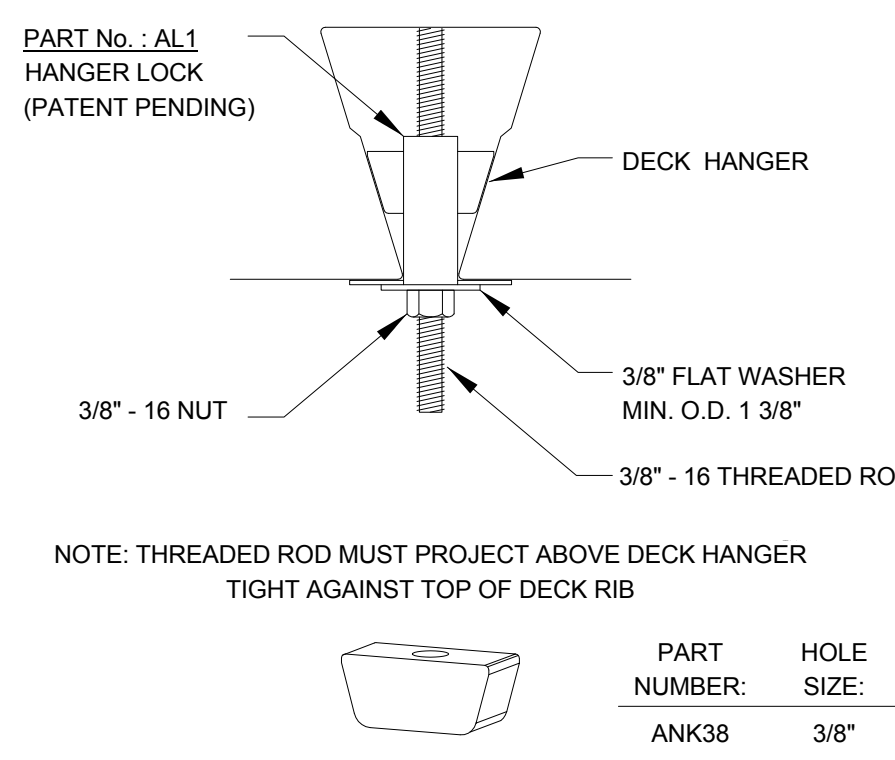 PART No. : AL1
HANGER LOCK
(PATENT PENDING)
DECK HANGER
3/8" FLAT WASHER
MIN. O.D. 1 3/8"
3/8" - 16 NUT
3/8" - 16 THREADED RO
NOTE: THREADED ROD MUST PROJECT ABOVE DECK HANGER
TIGHT AGAINST TOP OF DECK RIB
PART HOLE
NUMBER: SIZE:
ANK38 3/8"